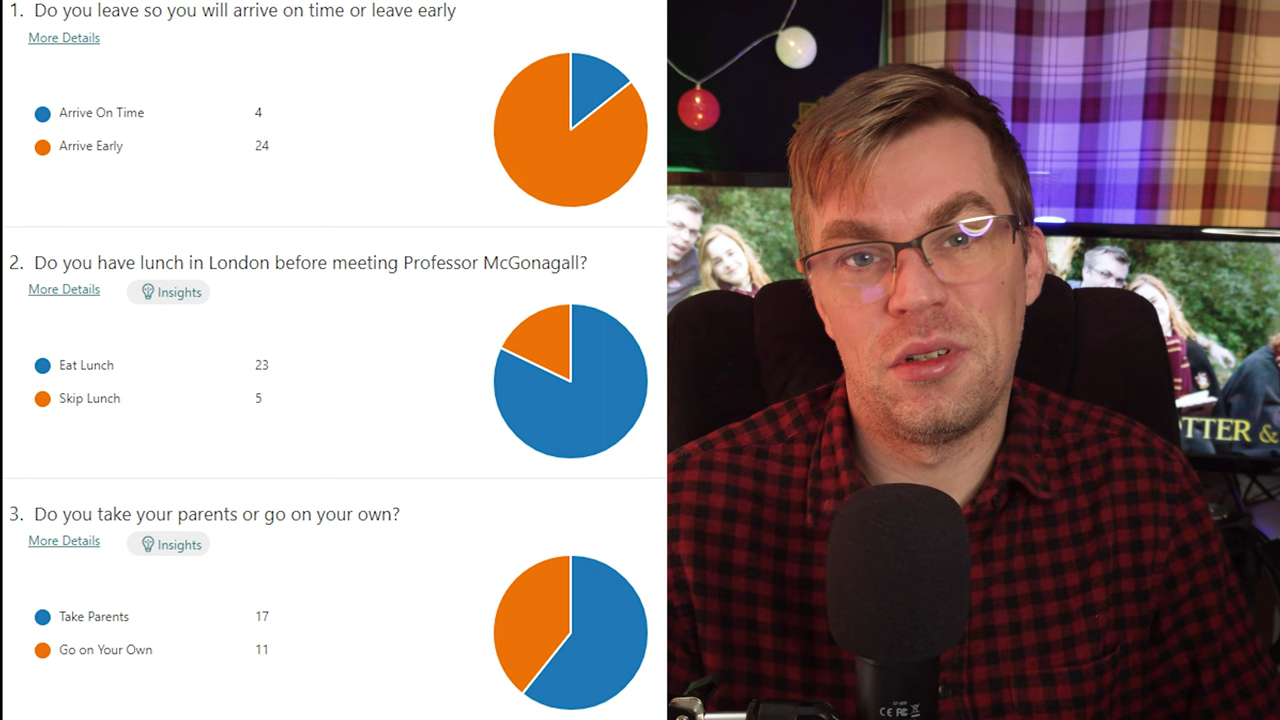 1. Do you leave so you will arrive on time or leave early
More Details
Arrive On Time 4
Arrive Early 24
2. Do you have lunch in London before meeting Professor McGonagall?
More Details Insights
Eat Lunch 23
Skip Lunch 5
3. Do you take your parents or go on your own?
More Details Insights
Take Parents 17
Go on Your Own 11
TTER &